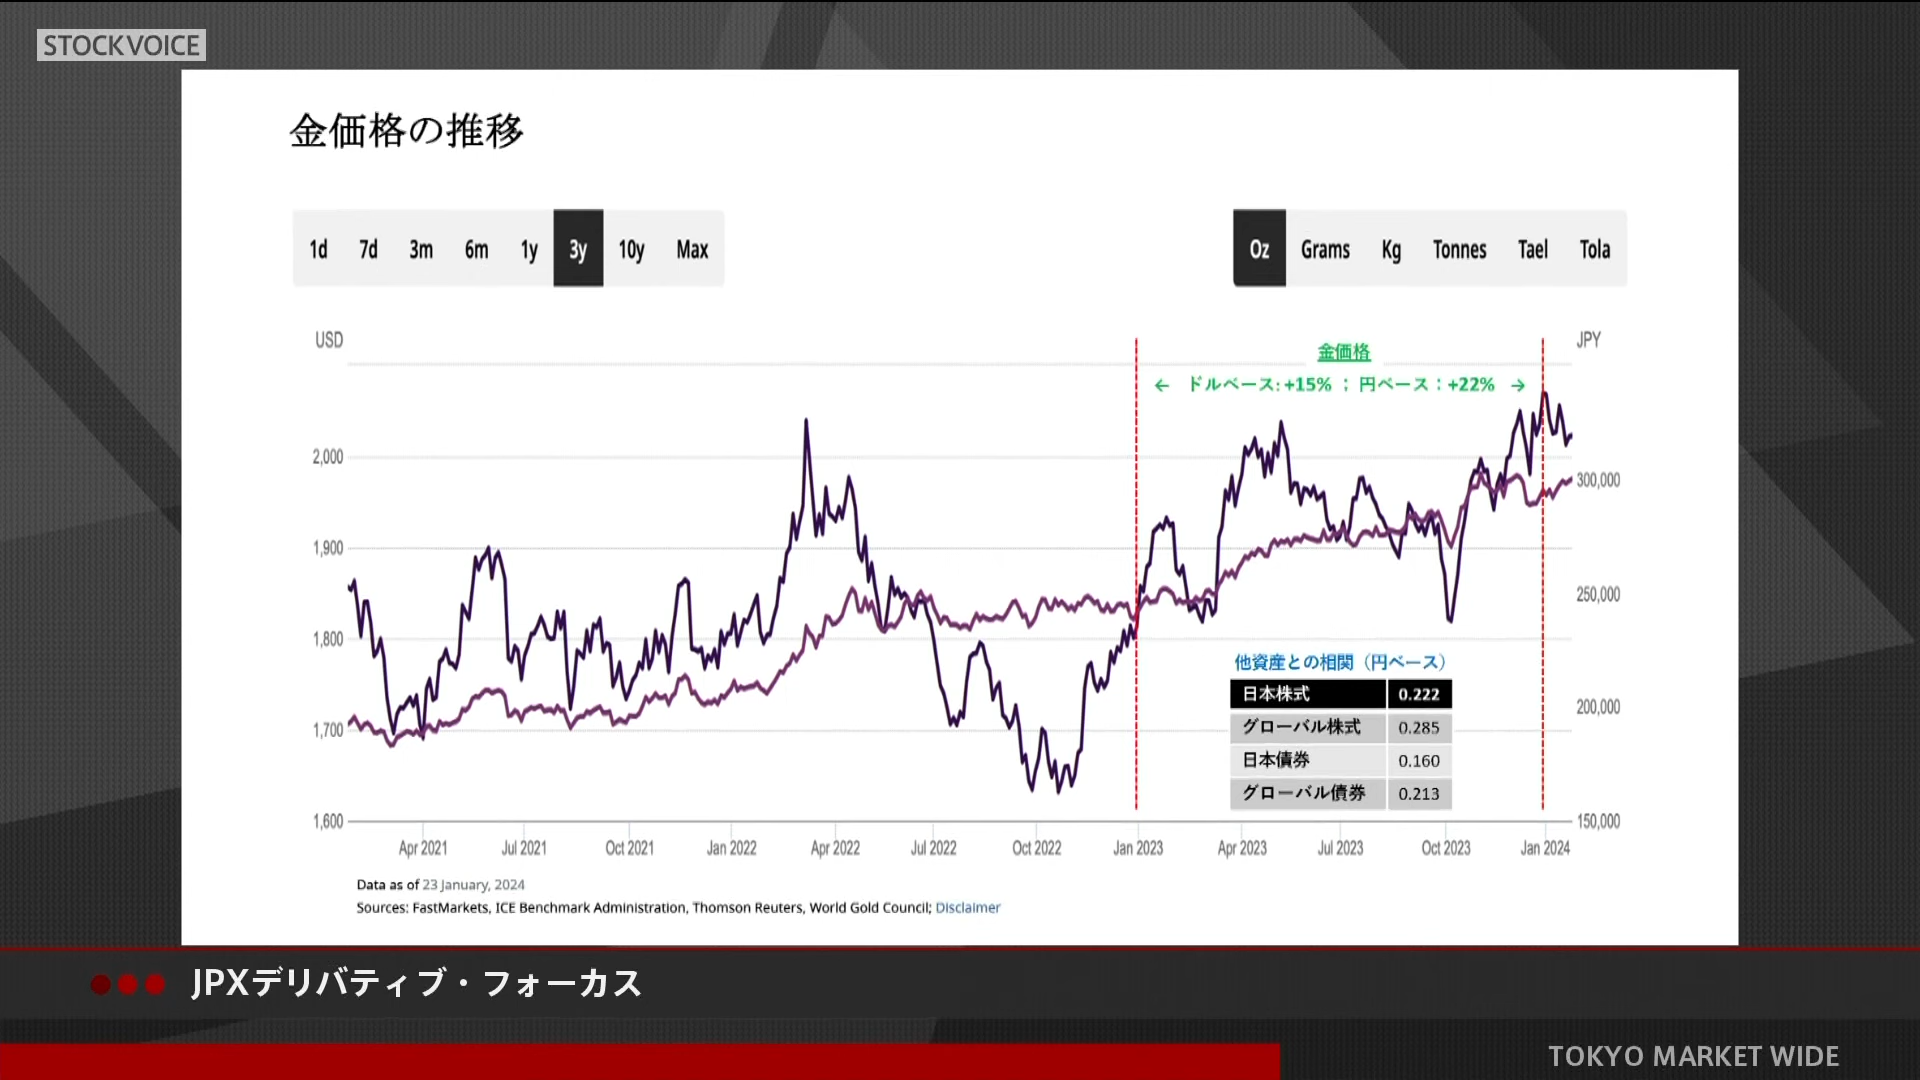 STOCKVOICE
金価格の推移
1d 7d 3m 6m 1y 3y 10y Max
Oz Grams Kg Tonnes Tael Tola
USD
JPY
金価格
← ドルベース: +15% ； 円ベース：+22% →
2,000
1,900
1,800
1,700
1,600
300,000
250,000
200,000
150,000
他資産との相関（円ベース）
日本株式 0.222
グローバル株式 0.285
日本債券 0.160
グローバル債券 0.213
Apr 2021 Jul 2021 Oct 2021 Jan 2022 Apr 2022 Jul 2022 Oct 2022 Jan 2023 Apr 2023 Jul 2023 Oct 2023 Jan 2024
Data as of 23 January, 2024
Sources: FastMarkets, ICE Benchmark Administration, Thomson Reuters, World Gold Council; Disclaimer
JPXデリバティブ・フォーカス
TOKYO MARKET WIDE